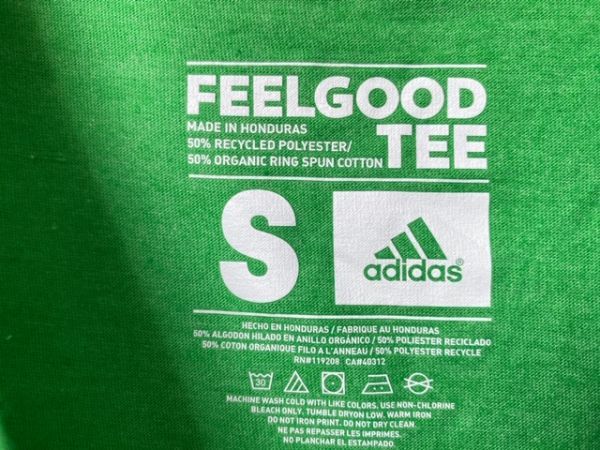 FEELGOOD
MADE IN HONDURAS
50% RECYCLED POLYESTER/
50% ORGANIC RING SPUN COTTON
TEE
S
adidas®
HECHO EN HONDURAS / FABRIQUE AU HONDURAS
50% ALGODON HILADO EN ANILLO ORGÁNICO / 50% POLIESTER RECICLADO
50% COTON ORGANIQUE FILO A L'ANNEAU / 50% POLYESTER RECYCLE
RN#119208 CA#40312
30
MACHINE WASH COLD WITH LIKE COLORS. USE NON-CHLORINE
BLEACH ONLY. TUMBLE DRYON LOW. WARM IRON
DO NOT IRON PRINT. DO NOT DRY CLEAN.
NE PAS REPASSER LES IMPRIMES.
NO PLANCHAR EL ESTAMPADO.